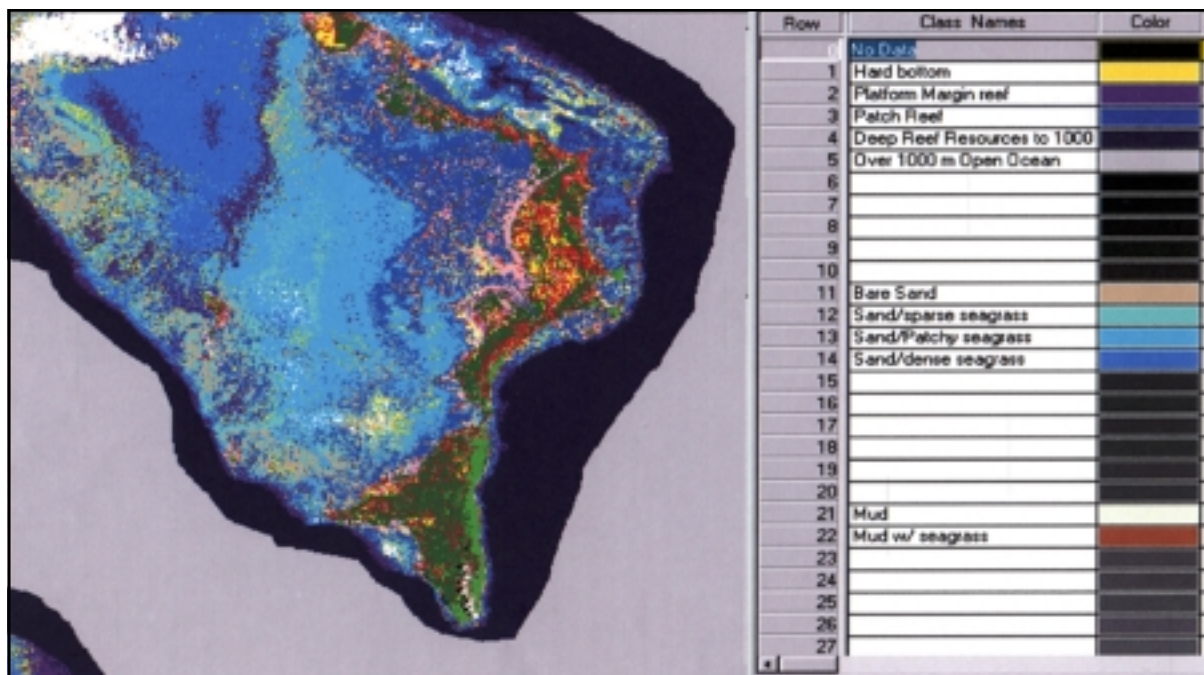 Row Class Names Color
0 No Data
1 Hard bottom
2 Platform Margin reef
3 Patch Reef
4 Deep Reef Resources to 1000
5 Over 1000 m Open Ocean
6
7
8
9
10
11 Bare Sand
12 Sand/sparse seagrass
13 Sand/Patchy seagrass
14 Sand/dense seagrass
15
16
17
18
19
20
21 Mud
22 Mud w/ seagrass
23
24
25
26
27